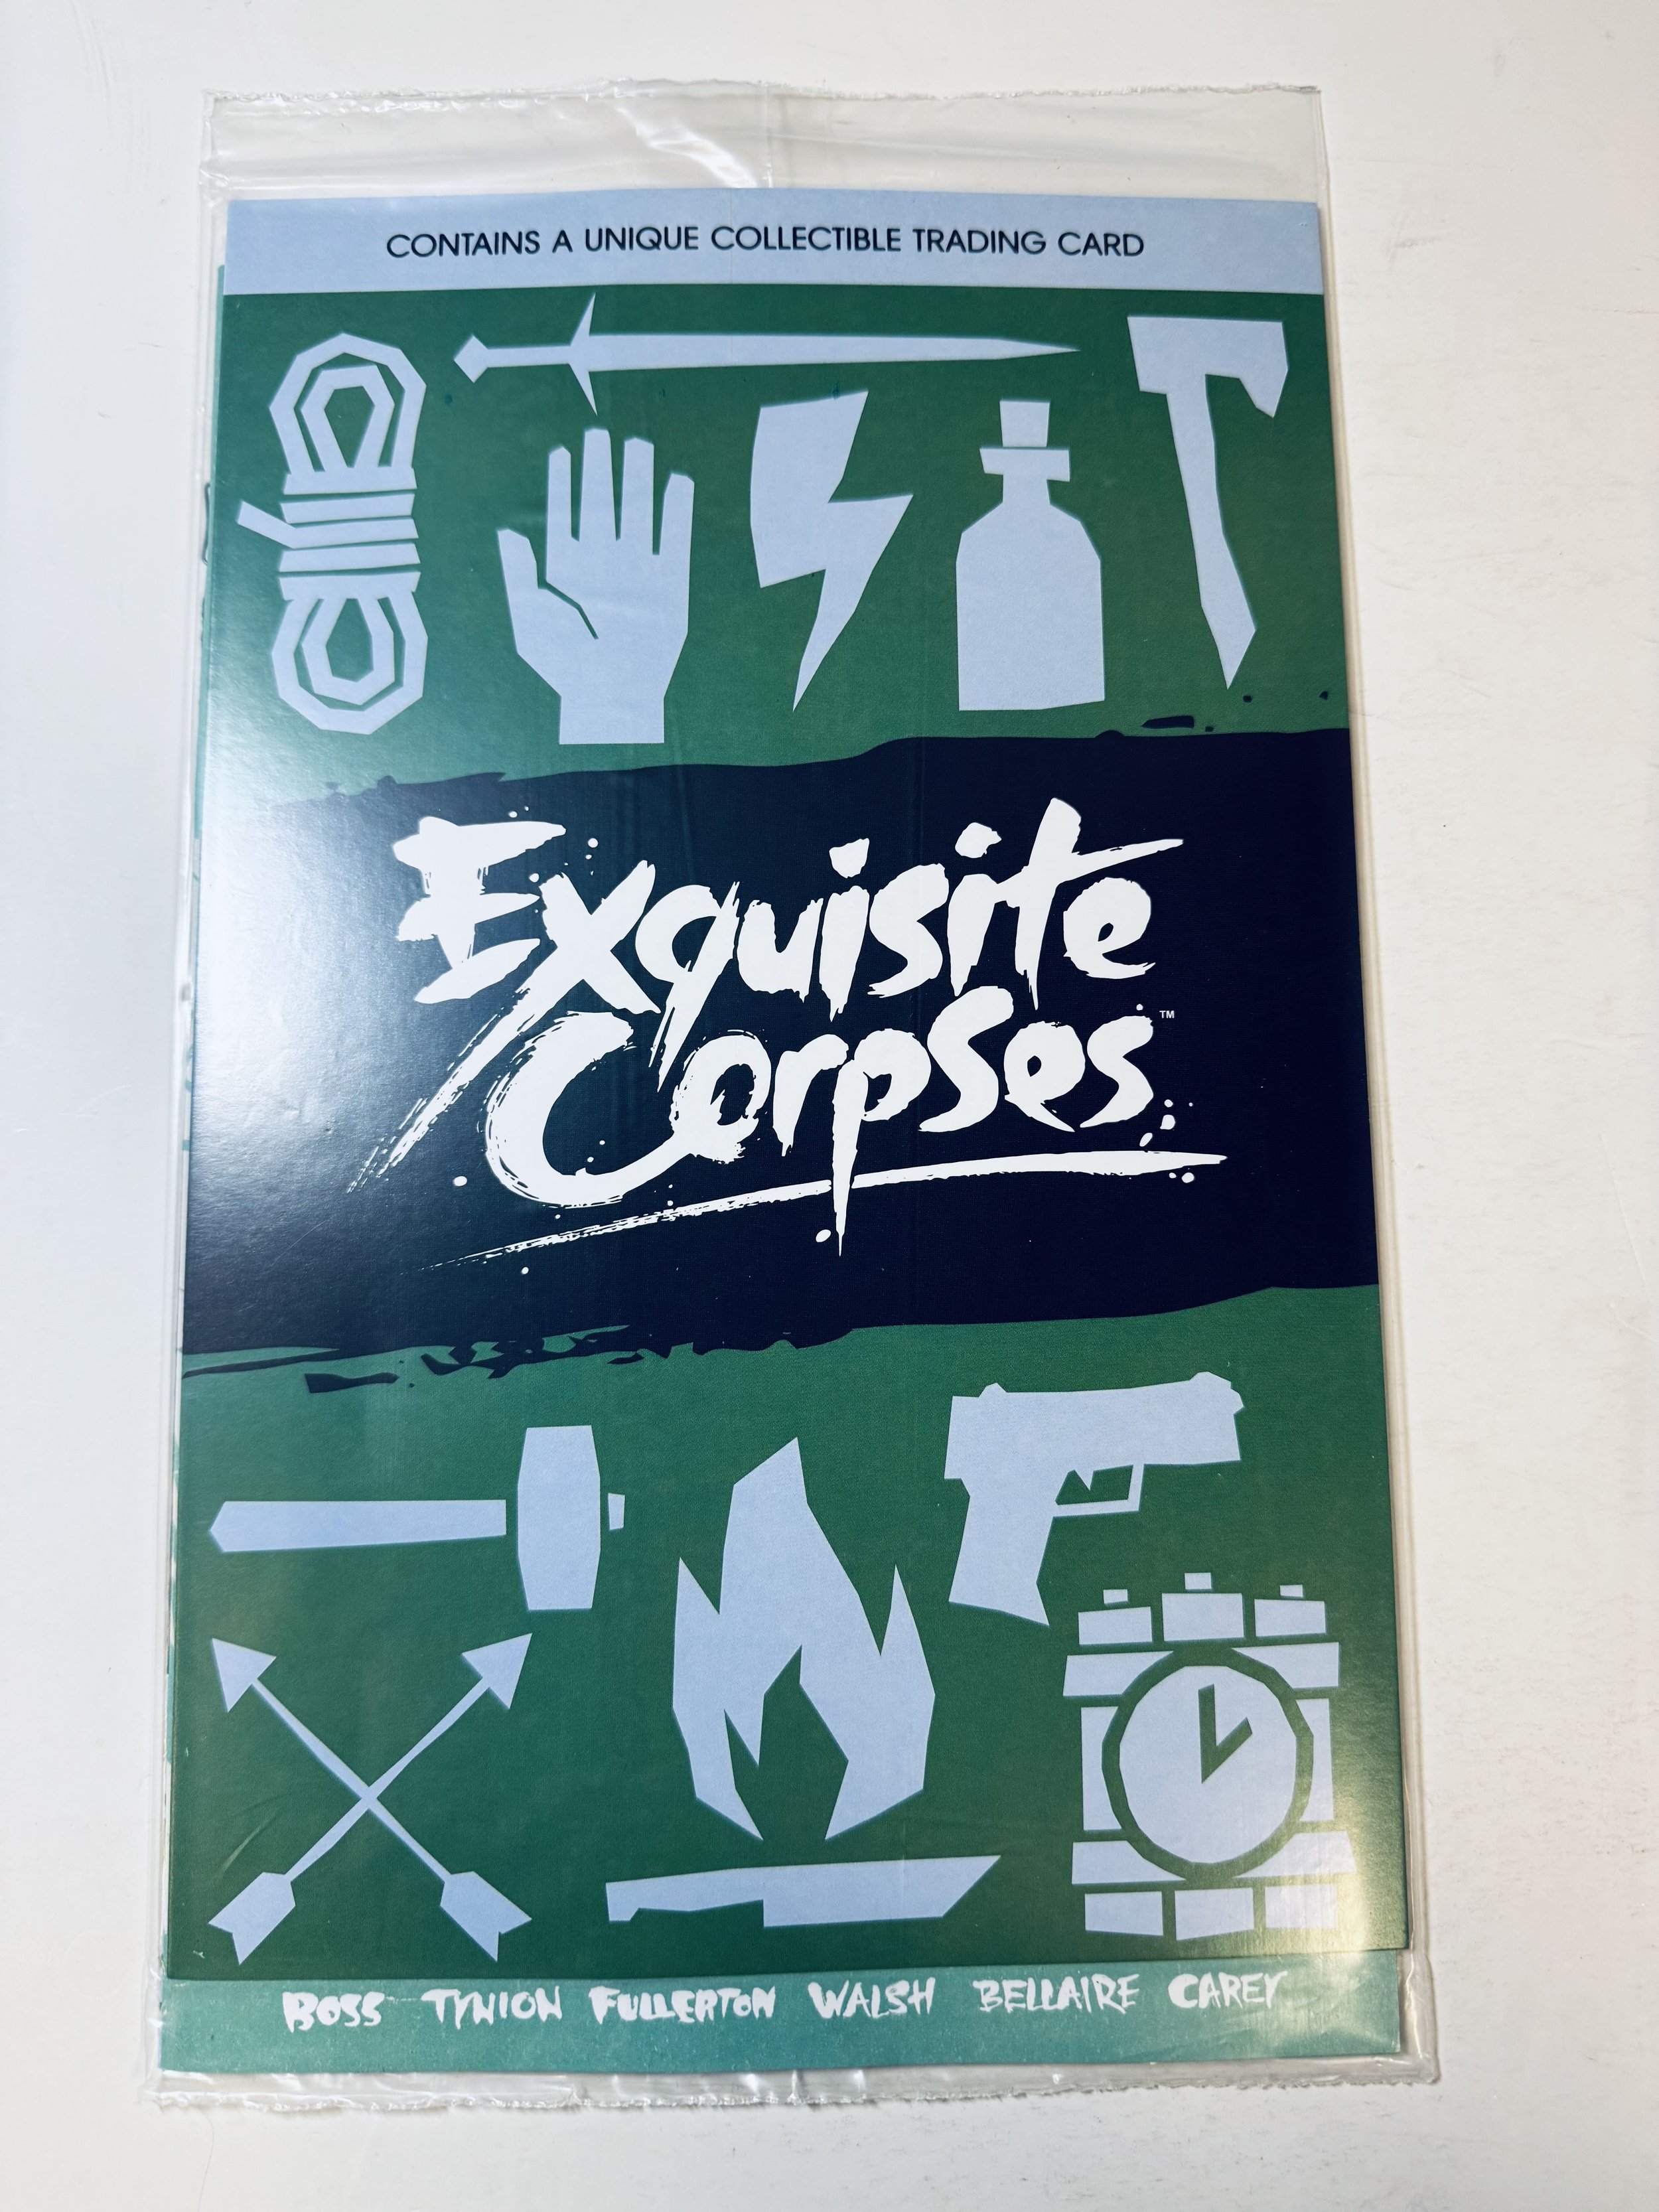 CONTAINS A UNIQUE COLLECTIBLE TRADING CARD
Exquisite
Corpses™
BOSS TYNION FULLERTON WALSH BELLAIRE CAREY